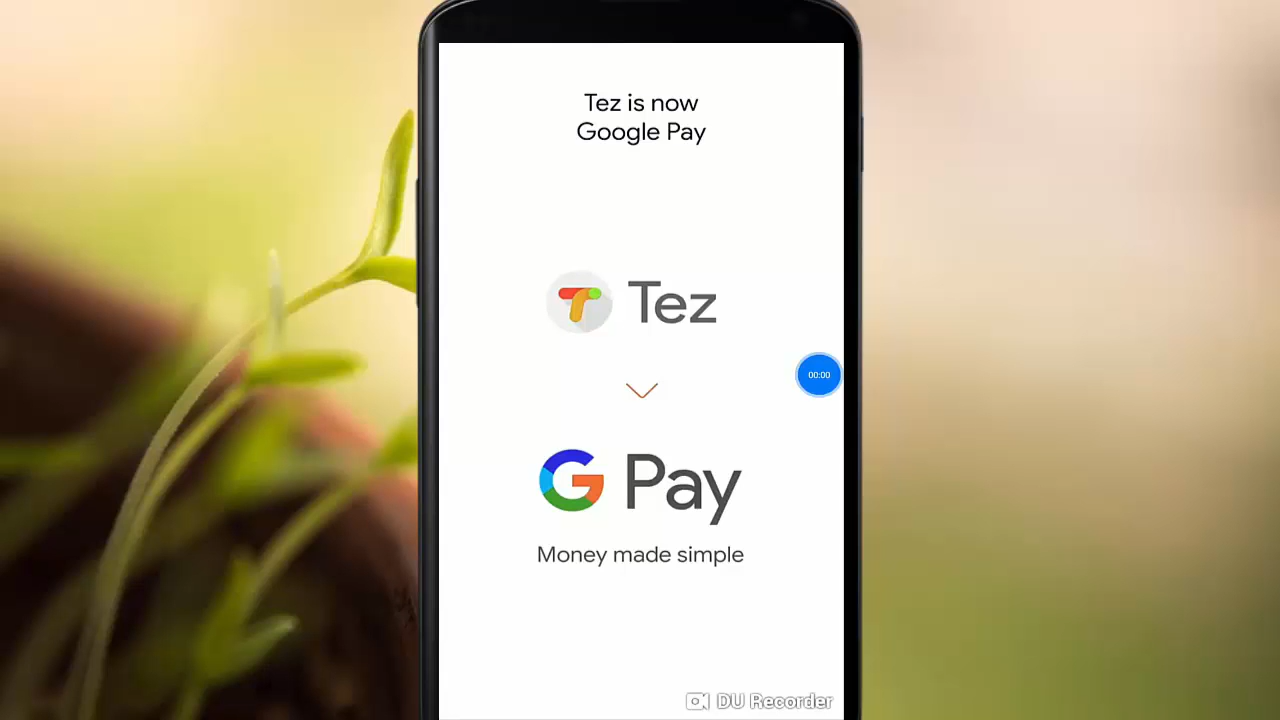 Tez is now
Google Pay
Tez
00:00
G Pay
Money made simple
DU Recorder